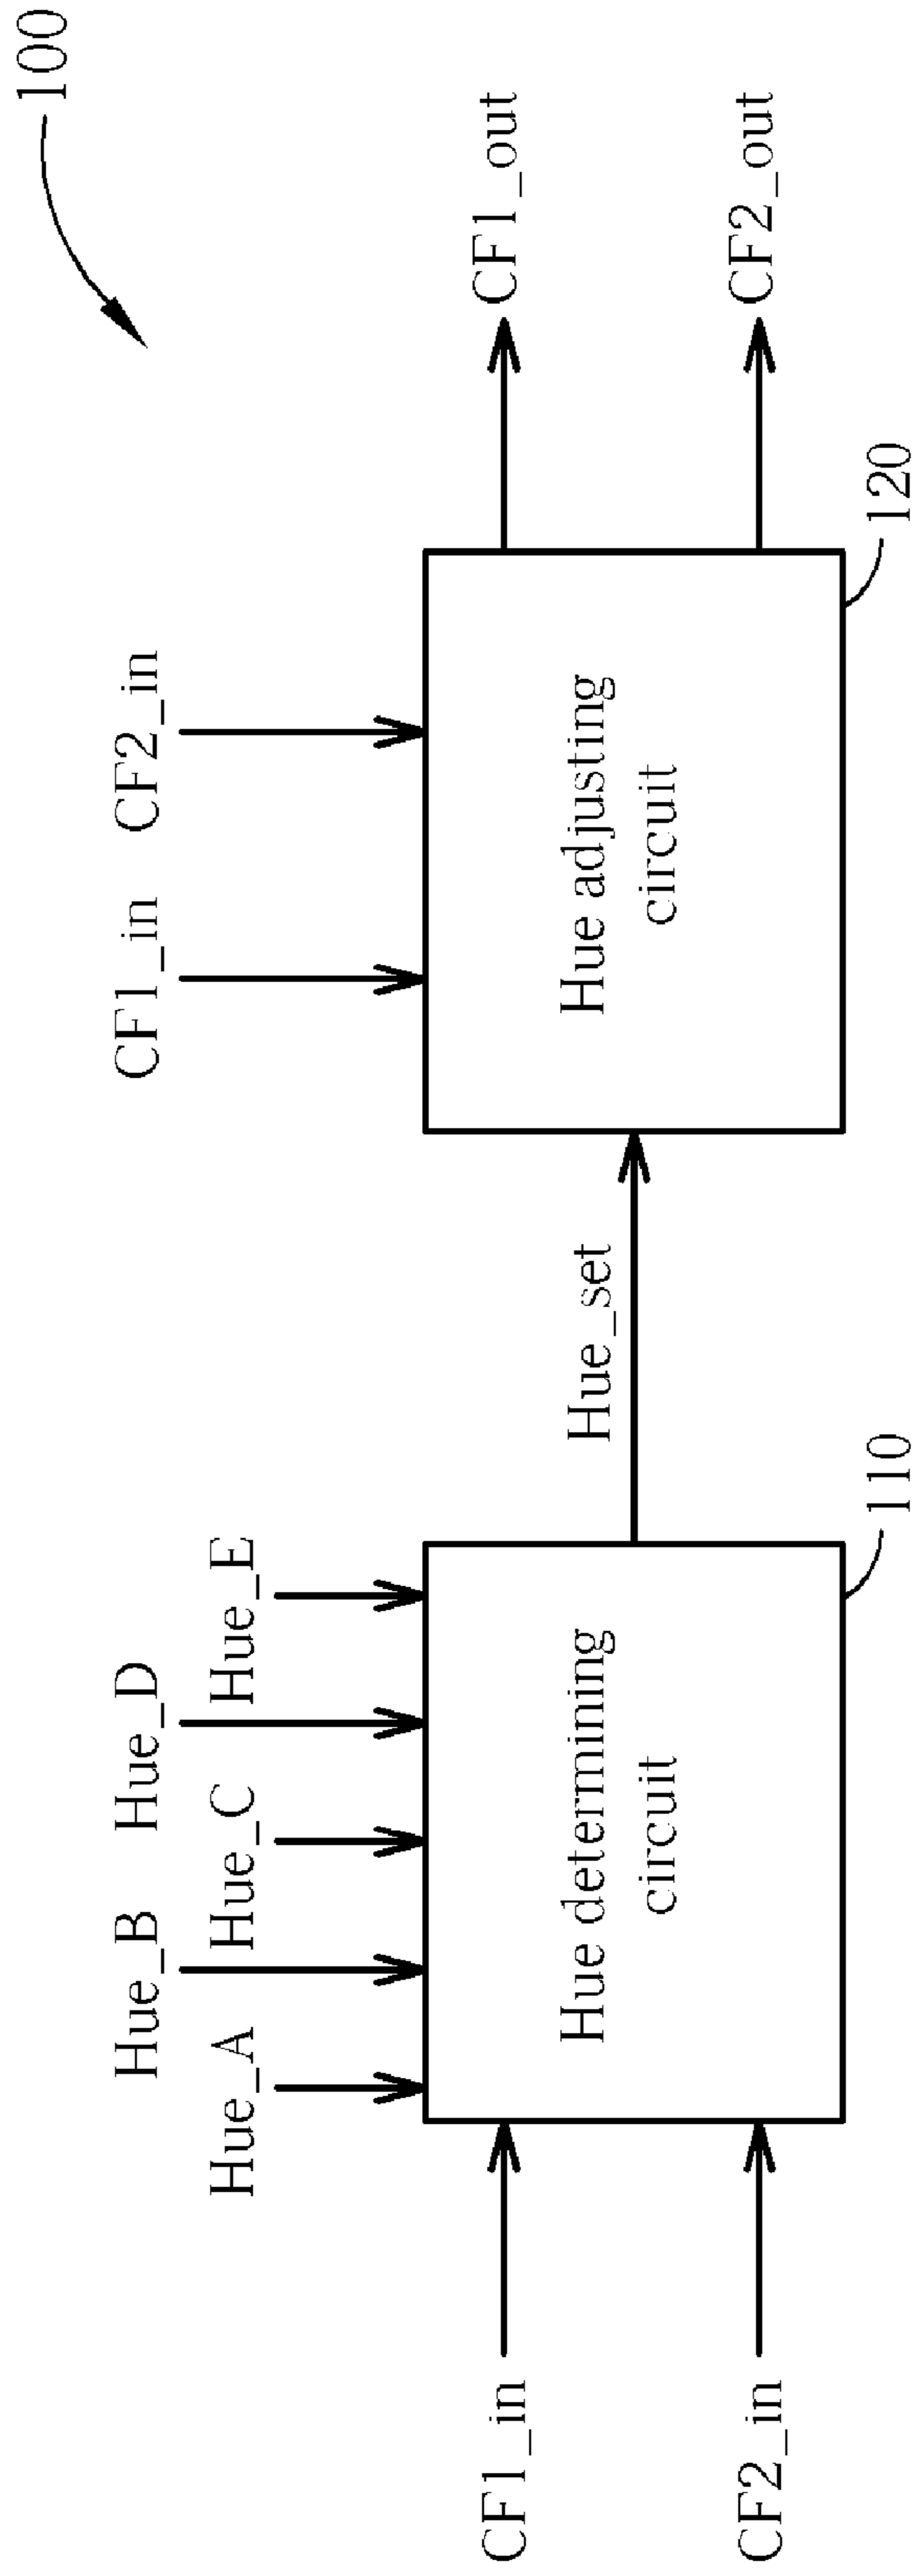 100
Hue_B
Hue_D
CF1_in
CF2_in
Hue_A
Hue_C
Hue_E
CF1_in
CF2_in
Hue determining
circuit
110
Hue_set
Hue adjusting
circuit
120
CF1_out
CF2_out